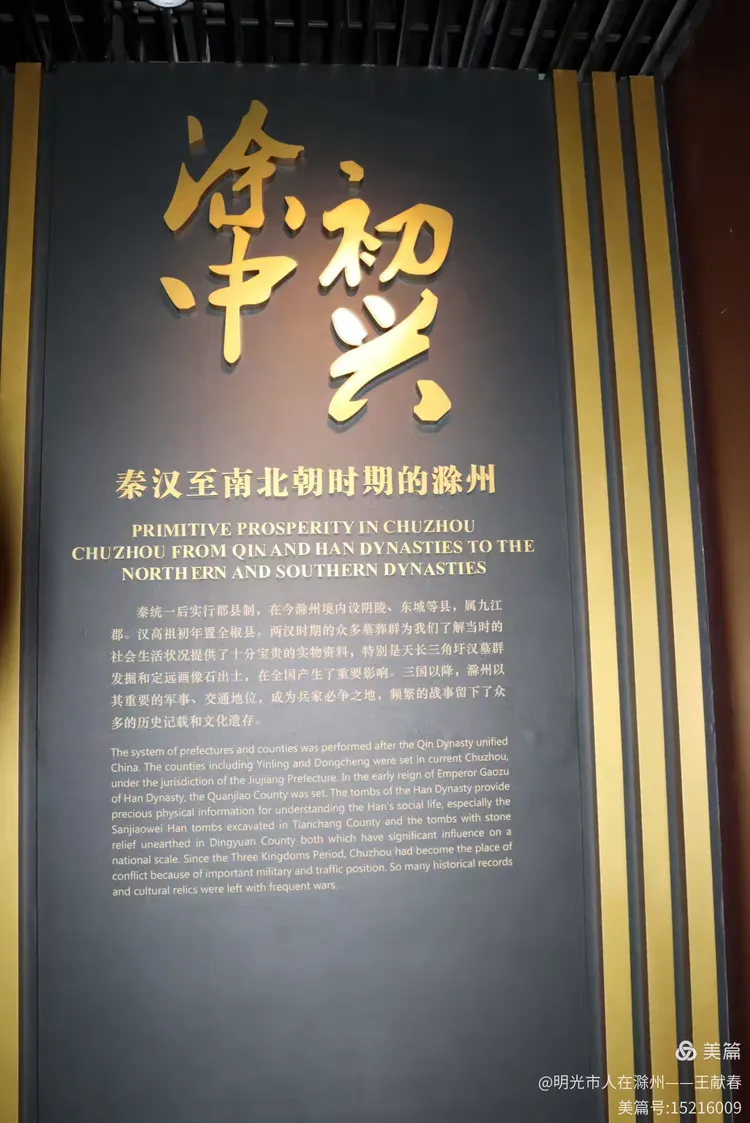 涂中
初兴
秦汉至南北朝时期的滁州
PRIMITIVE PROSPERITY IN CHUZHOU
CHUZHOU FROM QIN AND HAN DYNASTIES TO THE
NORTHERN AND SOUTHERN DYNASTIES
秦统一后实行郡县制，在今滁州境内设阴陵、东城等县，属九江
郡。汉高祖初年置全椒县。两汉时期的众多墓葬群为我们了解当时的
社会生活状况提供了十分宝贵的实物资料，特别是天长三角圩汉墓群
发掘和定远画像石出土，在全国产生了重要影响。三国以降，滁州以
其重要的军事、交通地位，成为兵家必争之地，频繁的战事留下了众
多的历史记载和文化遗存。
The system of prefectures and counties was performed after the Qin Dynasty unified
China. The counties including Yinling and Dongcheng were set in current Chuzhou,
under the jurisdiction of the Jiujiang Prefecture. In the early reign of Emperor Gaozu
of Han Dynasty, the Quanjiao County was set. The tombs of the Han Dynasty provide
precious physical information for understanding the Han's social life, especially the
Sanjiaowei Han tombs excavated in Tianchang County and the tombs with stone
relief unearthed in Dingyuan County both which have significant influence on a
national scale. Since the Three Kingdoms Period, Chuzhou had become the place of
conflict because of important military and traffic position. So many historical records
and cultural relics were left with frequent wars.
美篇
@明光市人在滁州——王献春
美篇号:15216009